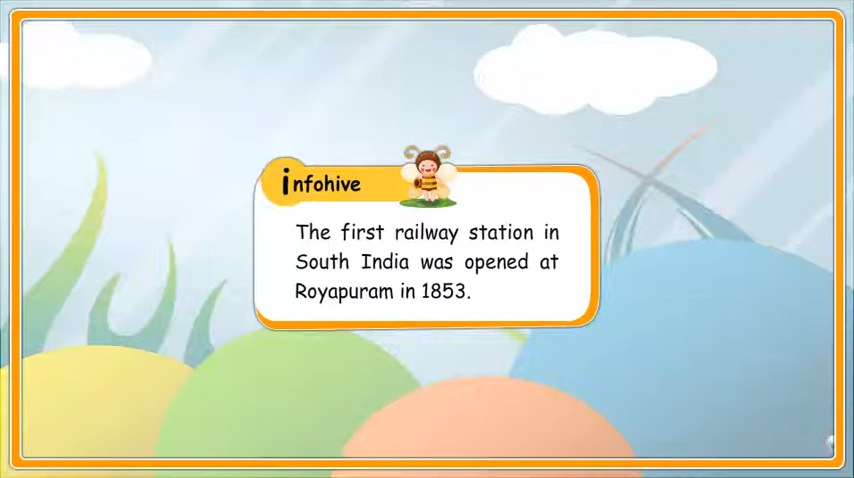 infohive
The first railway station in
South India was opened at
Royapuram in 1853.